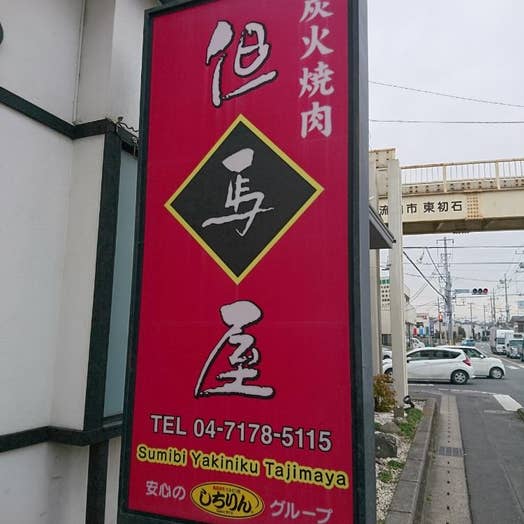 炭火焼肉
但馬屋
TEL 04-7178-5115
Sumibi Yakiniku Tajimaya
安心の しちりん グループ
市 東初石